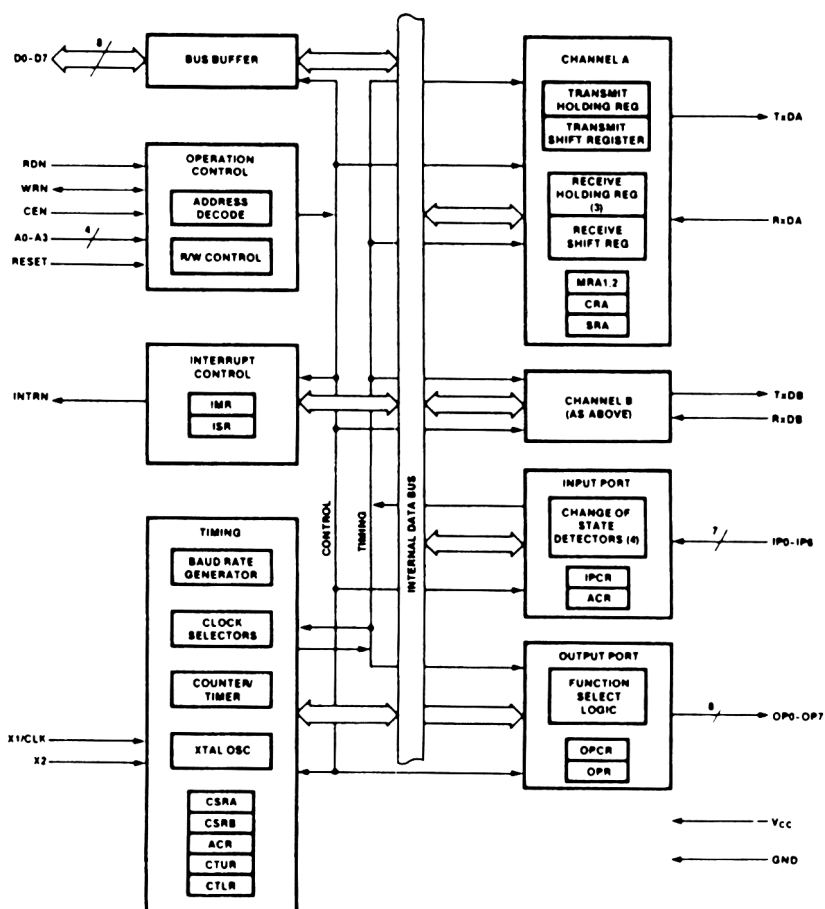 D0-D7
8
BUS BUFFER
RDN
WRN
CEN
A0-A3
4
RESET
OPERATION
CONTROL
ADDRESS
DECODE
R/W CONTROL
INTRN
INTERRUPT
CONTROL
IMR
ISR
TIMING
BAUD RATE
GENERATOR
CLOCK
SELECTORS
COUNTER/
TIMER
X1/CLK
X2
XTAL OSC
CSRA
CSRB
ACR
CTUR
CTLR
CONTROL
TIMING
INTERNAL DATA BUS
CHANNEL A
TRANSMIT
HOLDING REG
TRANSMIT
SHIFT REGISTER
RECEIVE
HOLDING REG
(3)
RECEIVE
SHIFT REG
MRA1,2
CRA
SRA
TxDA
RxDA
CHANNEL B
(AS ABOVE)
TxDB
RxDB
INPUT PORT
CHANGE OF
STATE
DETECTORS (4)
IPCR
ACR
7
IP0-IP6
OUTPUT PORT
FUNCTION
SELECT
LOGIC
OPCR
OPR
8
OP0-OP7
VCC
GND